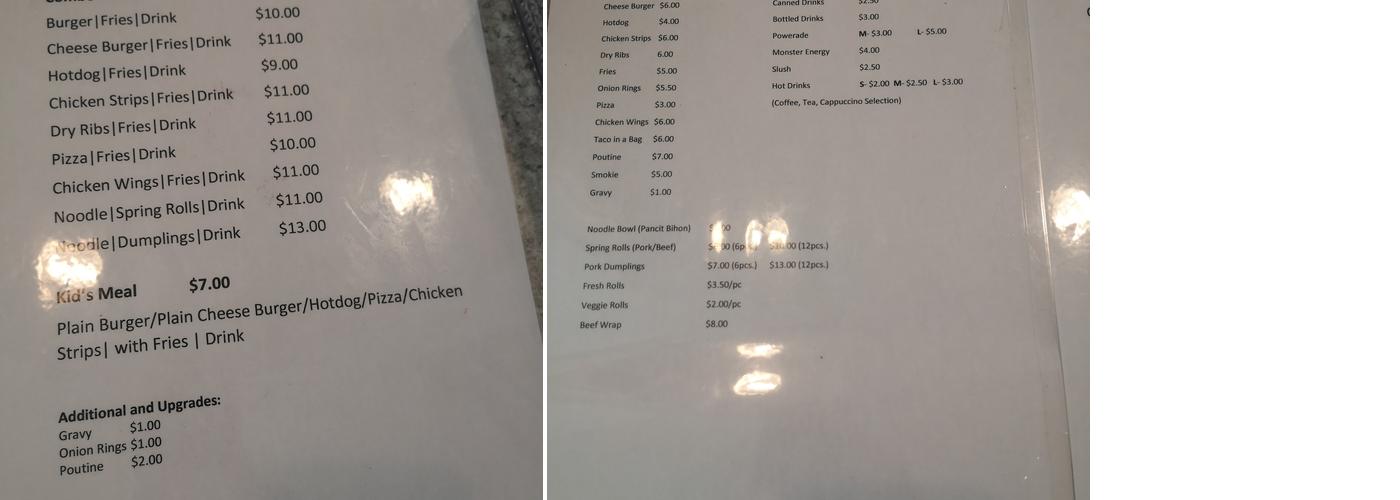 Burger|Fries|Drink $10.00
Cheese Burger|Fries|Drink $11.00
Hotdog|Fries|Drink $9.00
Chicken Strips|Fries|Drink $11.00
Dry Ribs|Fries|Drink $11.00
Pizza|Fries|Drink $10.00
Chicken Wings|Fries|Drink $11.00
Noodle|Spring Rolls|Drink $11.00
Noodle|Dumplings|Drink $13.00
Kid's Meal $7.00
Plain Burger/Plain Cheese Burger/Hotdog/Pizza/Chicken
Strips| with Fries | Drink
Additional and Upgrades:
Gravy $1.00
Onion Rings $1.00
Poutine $2.00
Cheese Burger $6.00
Hotdog $4.00
Chicken Strips $6.00
Dry Ribs 6.00
Fries $5.00
Onion Rings $5.50
Pizza $3.00
Chicken Wings $6.00
Taco in a Bag $6.00
Poutine $7.00
Smokie $5.00
Gravy $1.00
Canned Drinks $2.50
Bottled Drinks $3.00
Powerade M- $3.00 L- $5.00
Monster Energy $4.00
Slush $2.50
Hot Drinks S- $2.00 M- $2.50 L- $3.00
(Coffee, Tea, Cappuccino Selection)
Noodle Bowl (Pancit Bihon)
Spring Rolls (Pork/Beef) (12pcs.)
Pork Dumplings $7.00 (6pcs.) $13.00 (12pcs.)
Fresh Rolls $3.50/pc
Veggie Rolls $2.00/pc
Beef Wrap $8.00